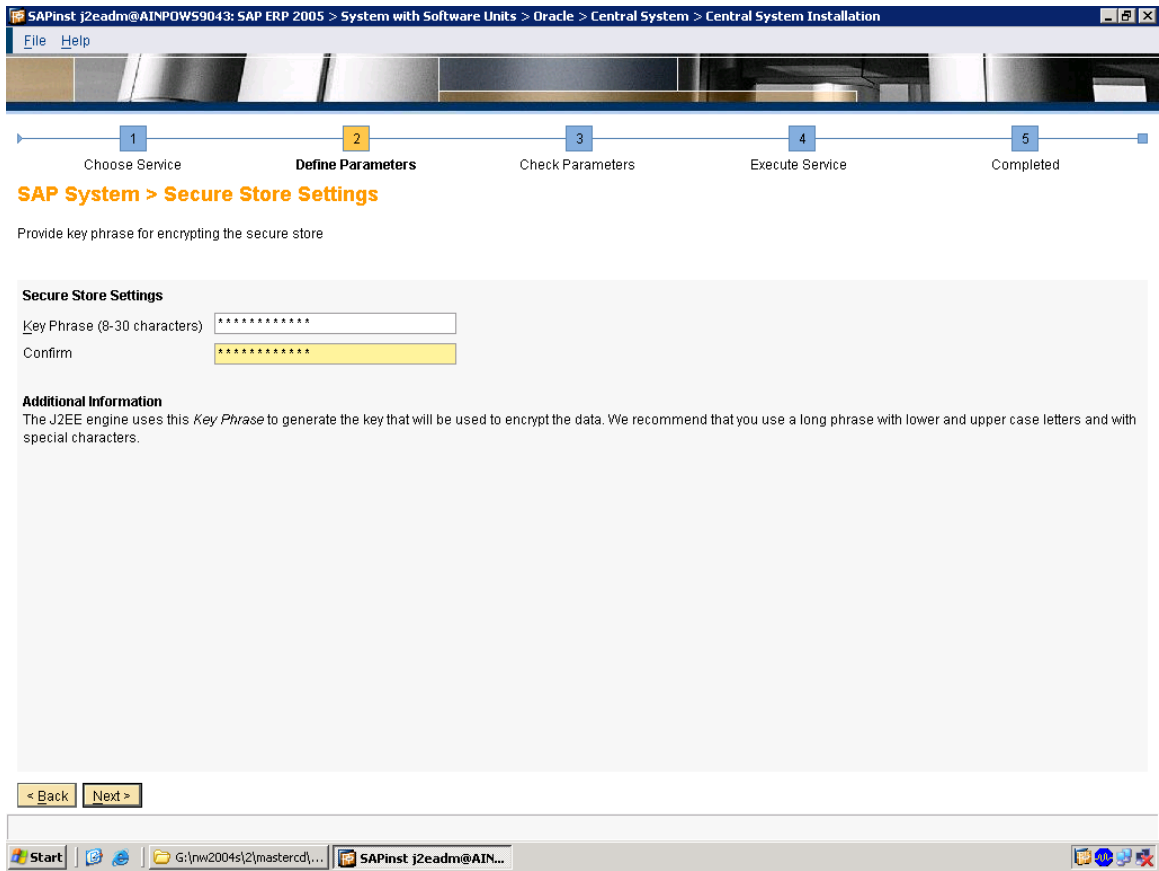 SAPinst j2eadm@AINPOWS9043: SAP ERP 2005 > System with Software Units > Oracle > Central System > Central System Installation
File Help
1 2 3 4 5
Choose Service Define Parameters Check Parameters Execute Service Completed
SAP System > Secure Store Settings
Provide key phrase for encrypting the secure store
Secure Store Settings
Key Phrase (8-30 characters) ************
Confirm ************
Additional Information
The J2EE engine uses this Key Phrase to generate the key that will be used to encrypt the data. We recommend that you use a long phrase with lower and upper case letters and with
special characters.
< Back Next >
Start G:\nw2004s\2\mastercd\... SAPinst j2eadm@AIN...